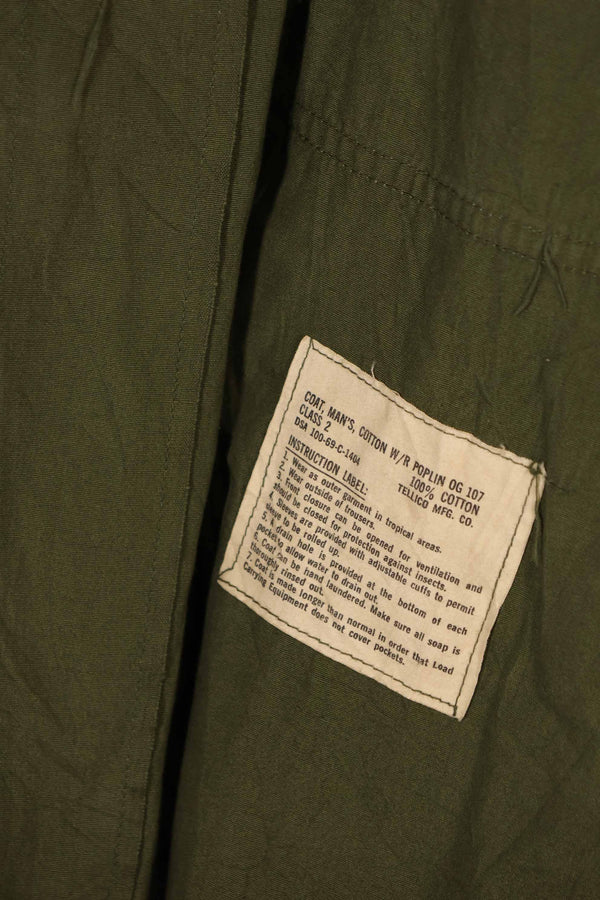 COAT, MAN'S, COTTON W/R POPLIN OG 107
CLASS 2 100% COTTON
DSA 100-69-C-1404 TELLICO MFG. CO.
INSTRUCTION LABEL:
1. Wear as outer garment in tropical areas.
2. Wear outside of trousers.
3. Front closure can be opened for ventilation and
should be closed for protection against insects.
4. Sleeves are provided with adjustable cuffs to permit
sleeve to be rolled up.
5. A drain hole is provided at the bottom of each
pocket to allow water to drain out.
6. Coat can be hand laundered. Make sure all soap is
thoroughly rinsed out.
7. Coat is made longer than normal in order that Load
Carrying Equipment does not cover pockets.